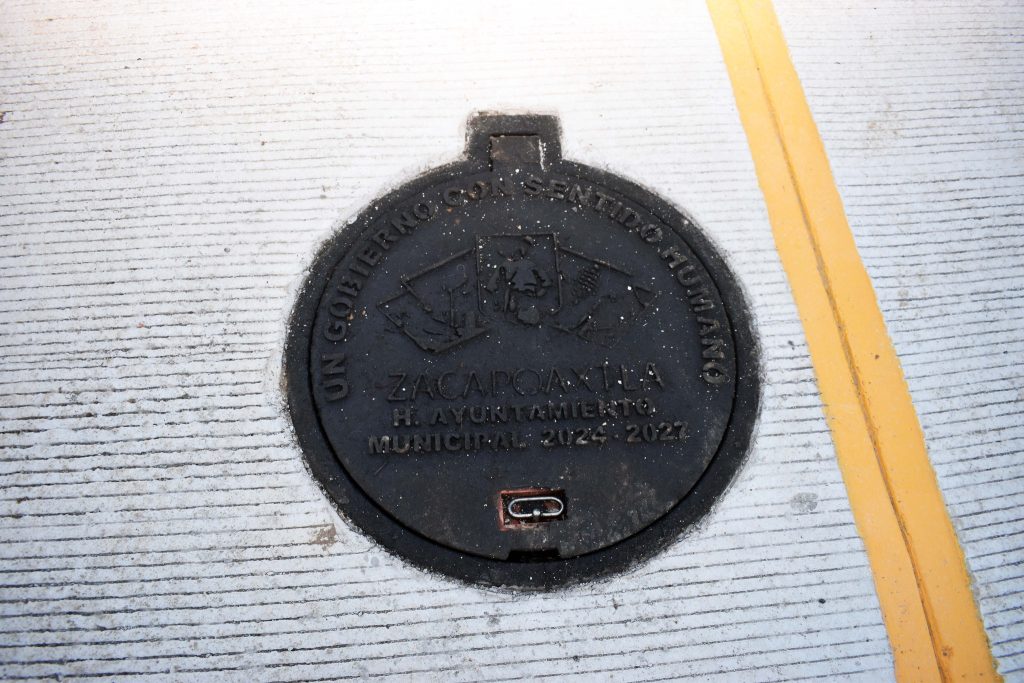 UN GOBIERNO CON SENTIDO HUMANO
ZACAPOAXTLA
H. AYUNTAMIENTO
MUNICIPAL 2024 - 2027